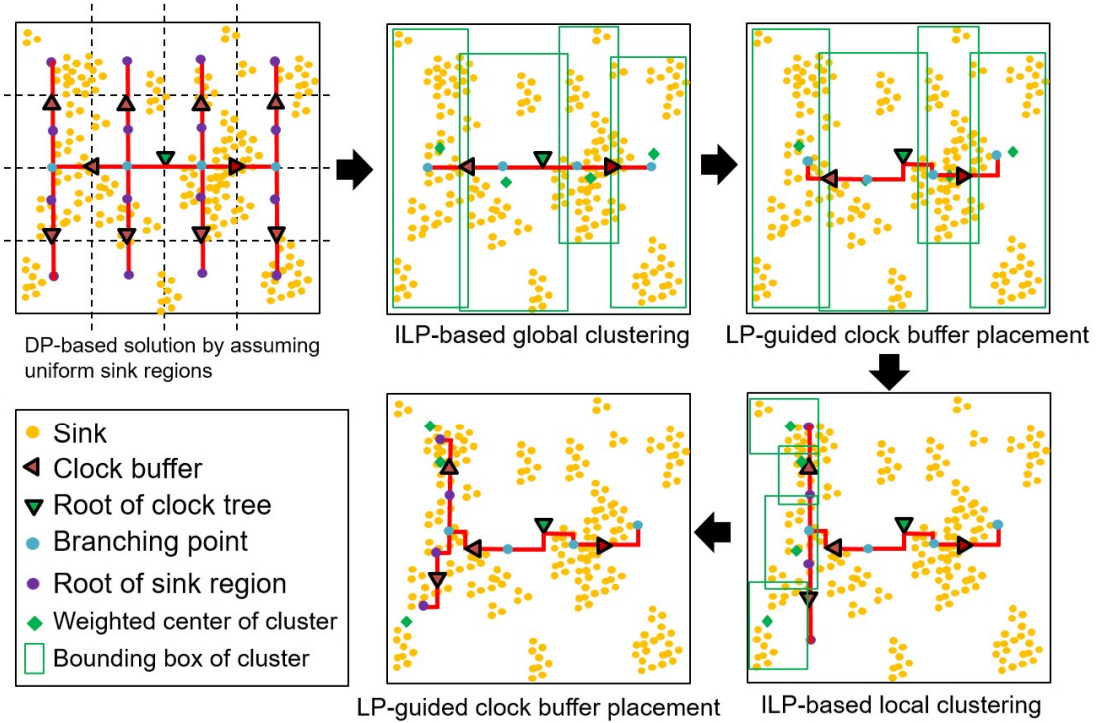 DP-based solution by assuming
uniform sink regions
ILP-based global clustering
LP-guided clock buffer placement
Sink
Clock buffer
Root of clock tree
Branching point
Root of sink region
Weighted center of cluster
Bounding box of cluster
LP-guided clock buffer placement
ILP-based local clustering